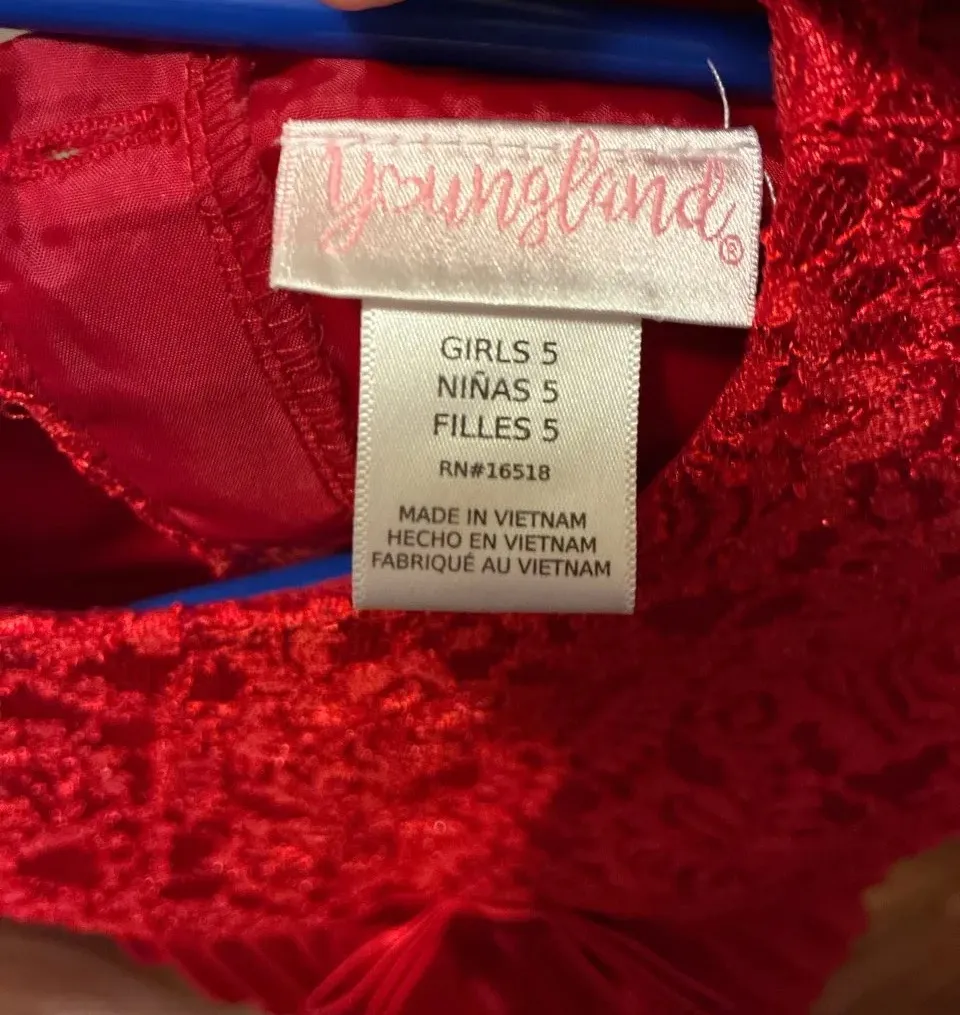 Youngland®
GIRLS 5
NIÑAS 5
FILLES 5
RN#16518
MADE IN VIETNAM
HECHO EN VIETNAM
FABRIQUÉ AU VIETNAM